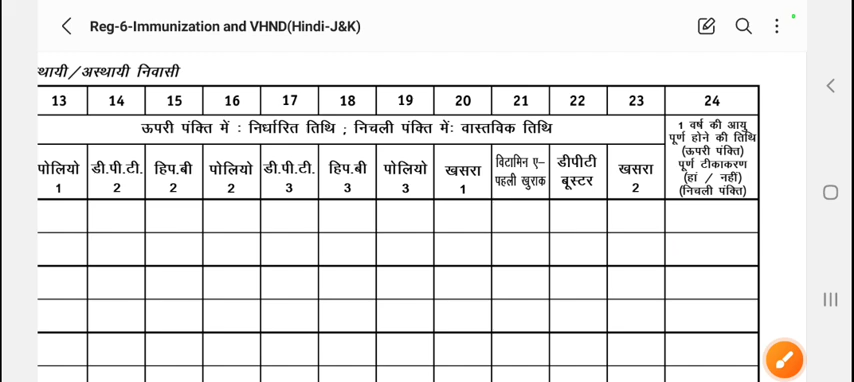 Reg-6-Immunization and VHND(Hindi-J&K)
थायी/अस्थायी निवासी
13 14 15 16 17 18 19 20 21 22 23 24
ऊपरी पंक्ति में : निर्धारित तिथि ; निचली पंक्ति में: वास्तविक तिथि
1 वर्ष की आयु
पूर्ण होने की तिथि
(ऊपरी पंक्ति)
पूर्ण टीकाकरण
(हां / नहीं)
(निचली पंक्ति)
पोलियो
1
डी.पी.टी.
2
हिप.बी
2
पोलियो
2
डी.पी.टी.
3
हिप.बी
3
पोलियो
3
खसरा
1
विटामिन ए–
पहली खुराक
डीपीटी
बूस्टर
खसरा
2